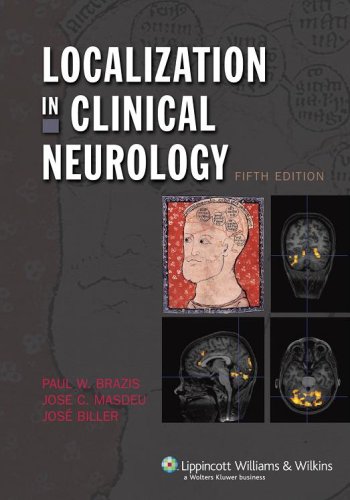 LOCALIZATION
IN CLINICAL
NEUROLOGY
FIFTH EDITION
PAUL W. BRAZIS
JOSE C. MASDEU
JOSÉ BILLER
Lippincott Williams & Wilkins
a Wolters Kluwer business